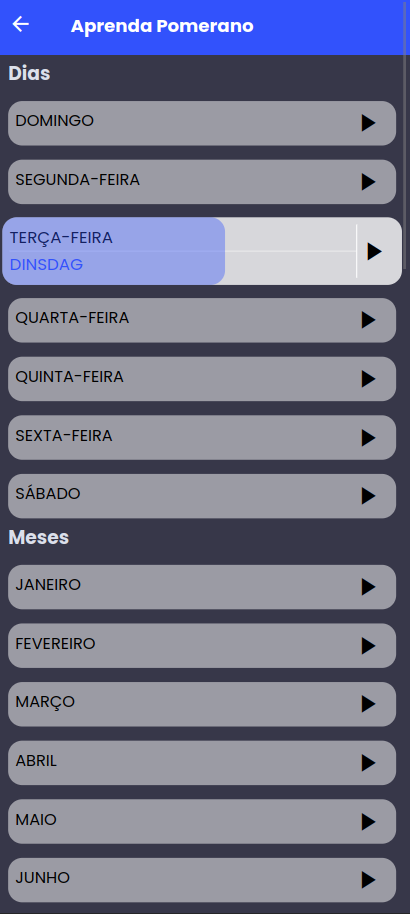 Aprenda Pomerano
Dias
DOMINGO
SEGUNDA-FEIRA
TERÇA-FEIRA
DINSDAG
QUARTA-FEIRA
QUINTA-FEIRA
SEXTA-FEIRA
SÁBADO
Meses
JANEIRO
FEVEREIRO
MARÇO
ABRIL
MAIO
JUNHO